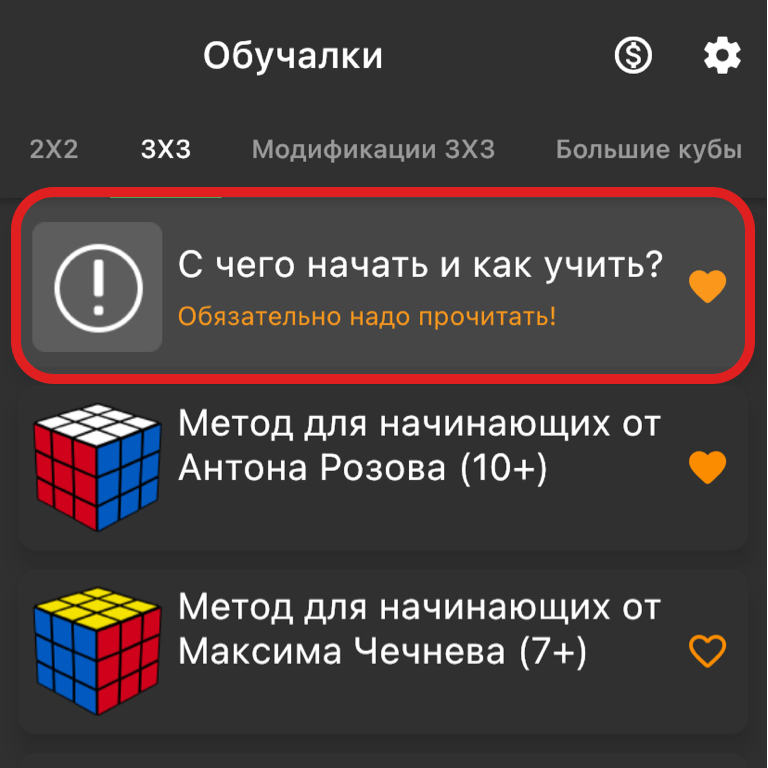 Обучалки
2X2 3X3 Модификации 3X3 Большие кубы
С чего начать и как учить?
Обязательно надо прочитать!
Метод для начинающих от
Антона Розова (10+)
Метод для начинающих от
Максима Чечнева (7+)